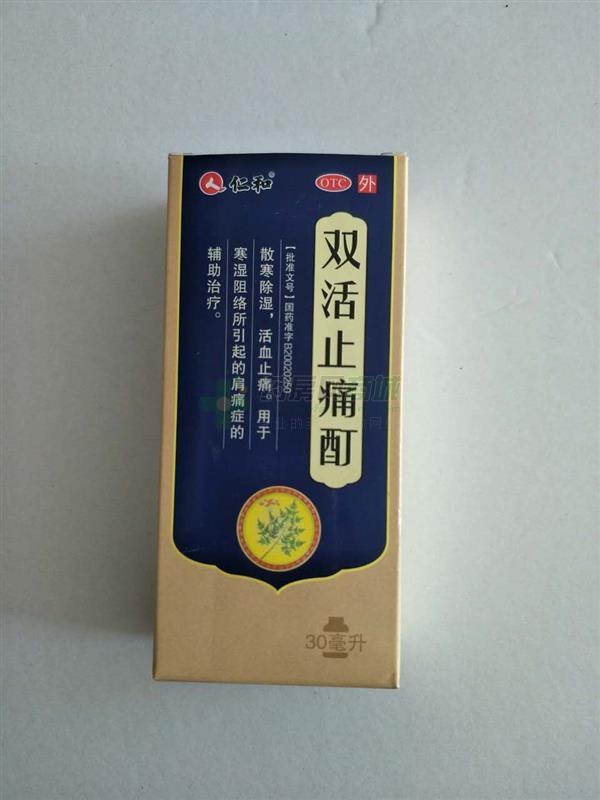 仁和®
OTC 外
双活止痛酊
【批准文号】国药准字B20020250
散寒除湿，活血止痛。用于
寒湿阻络所引起的肩痛症的
辅助治疗。
30毫升